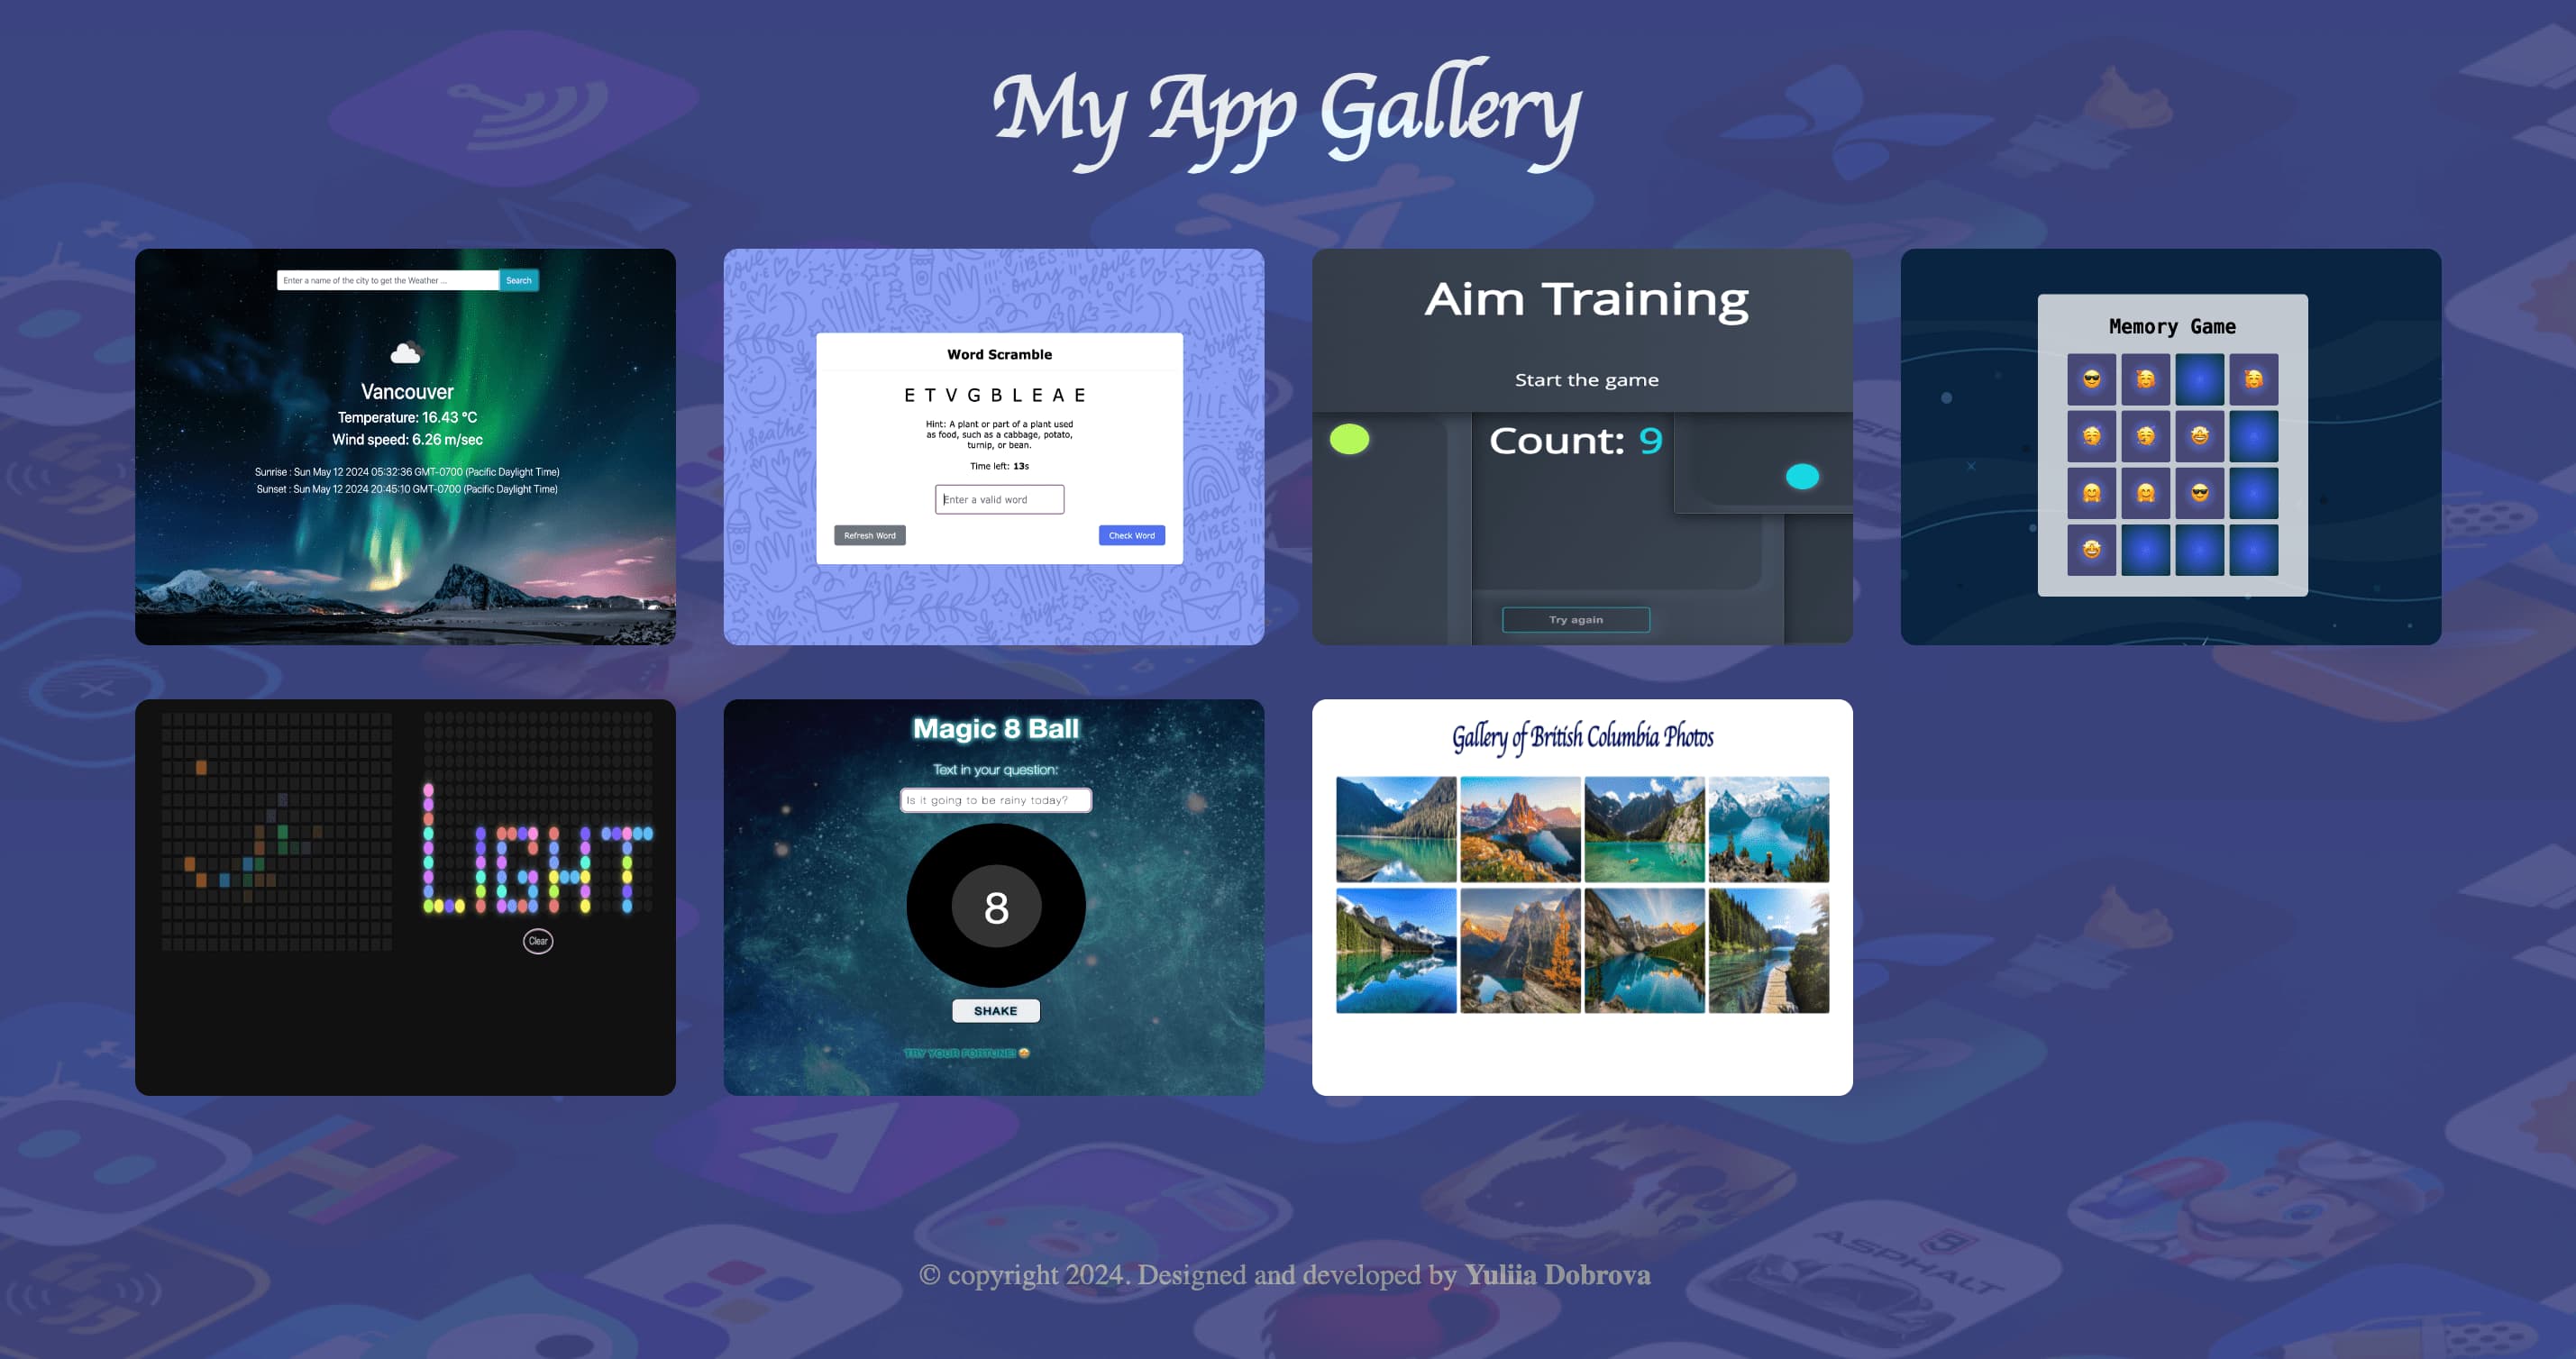 My App Gallery
Enter a name of the city to get the Weather ...
Search
Vancouver
Temperature: 16.43 °C
Wind speed: 6.26 m/sec
Sunrise : Sun May 12 2024 05:32:36 GMT-0700 (Pacific Daylight Time)
Sunset : Sun May 12 2024 20:45:10 GMT-0700 (Pacific Daylight Time)
Word Scramble
E T V G B L E A E
Hint: A plant or part of a plant used
as food, such as a cabbage, potato,
turnip, or bean.
Time left: 13s
Enter a valid word
Refresh Word
Check Word
Aim Training
Start the game
Count: 9
Try again
Memory Game
LIGHT
Clear
Magic 8 Ball
Text in your question:
Is it going to be rainy today?
8
SHAKE
TRY YOUR FORTUNE! 🤩
Gallery of British Columbia Photos
ASPHALT
9
© copyright 2024. Designed and developed by Yuliia Dobrova